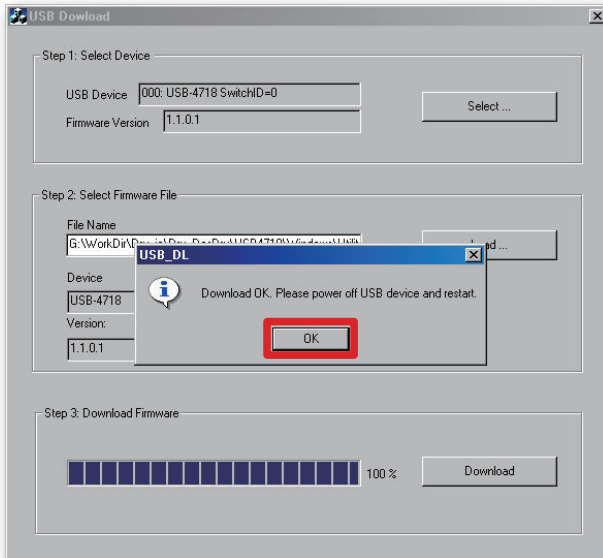 USB Dowload
Step 1: Select Device
USB Device 000: USB-4718 SwitchID=0
Select ...
Firmware Version 1.1.0.1
Step 2: Select Firmware File
File Name
USB_DL
Download OK. Please power off USB device and restart.
OK
Device
USB-4718
Version:
1.1.0.1
Step 3: Download Firmware
100 %
Download